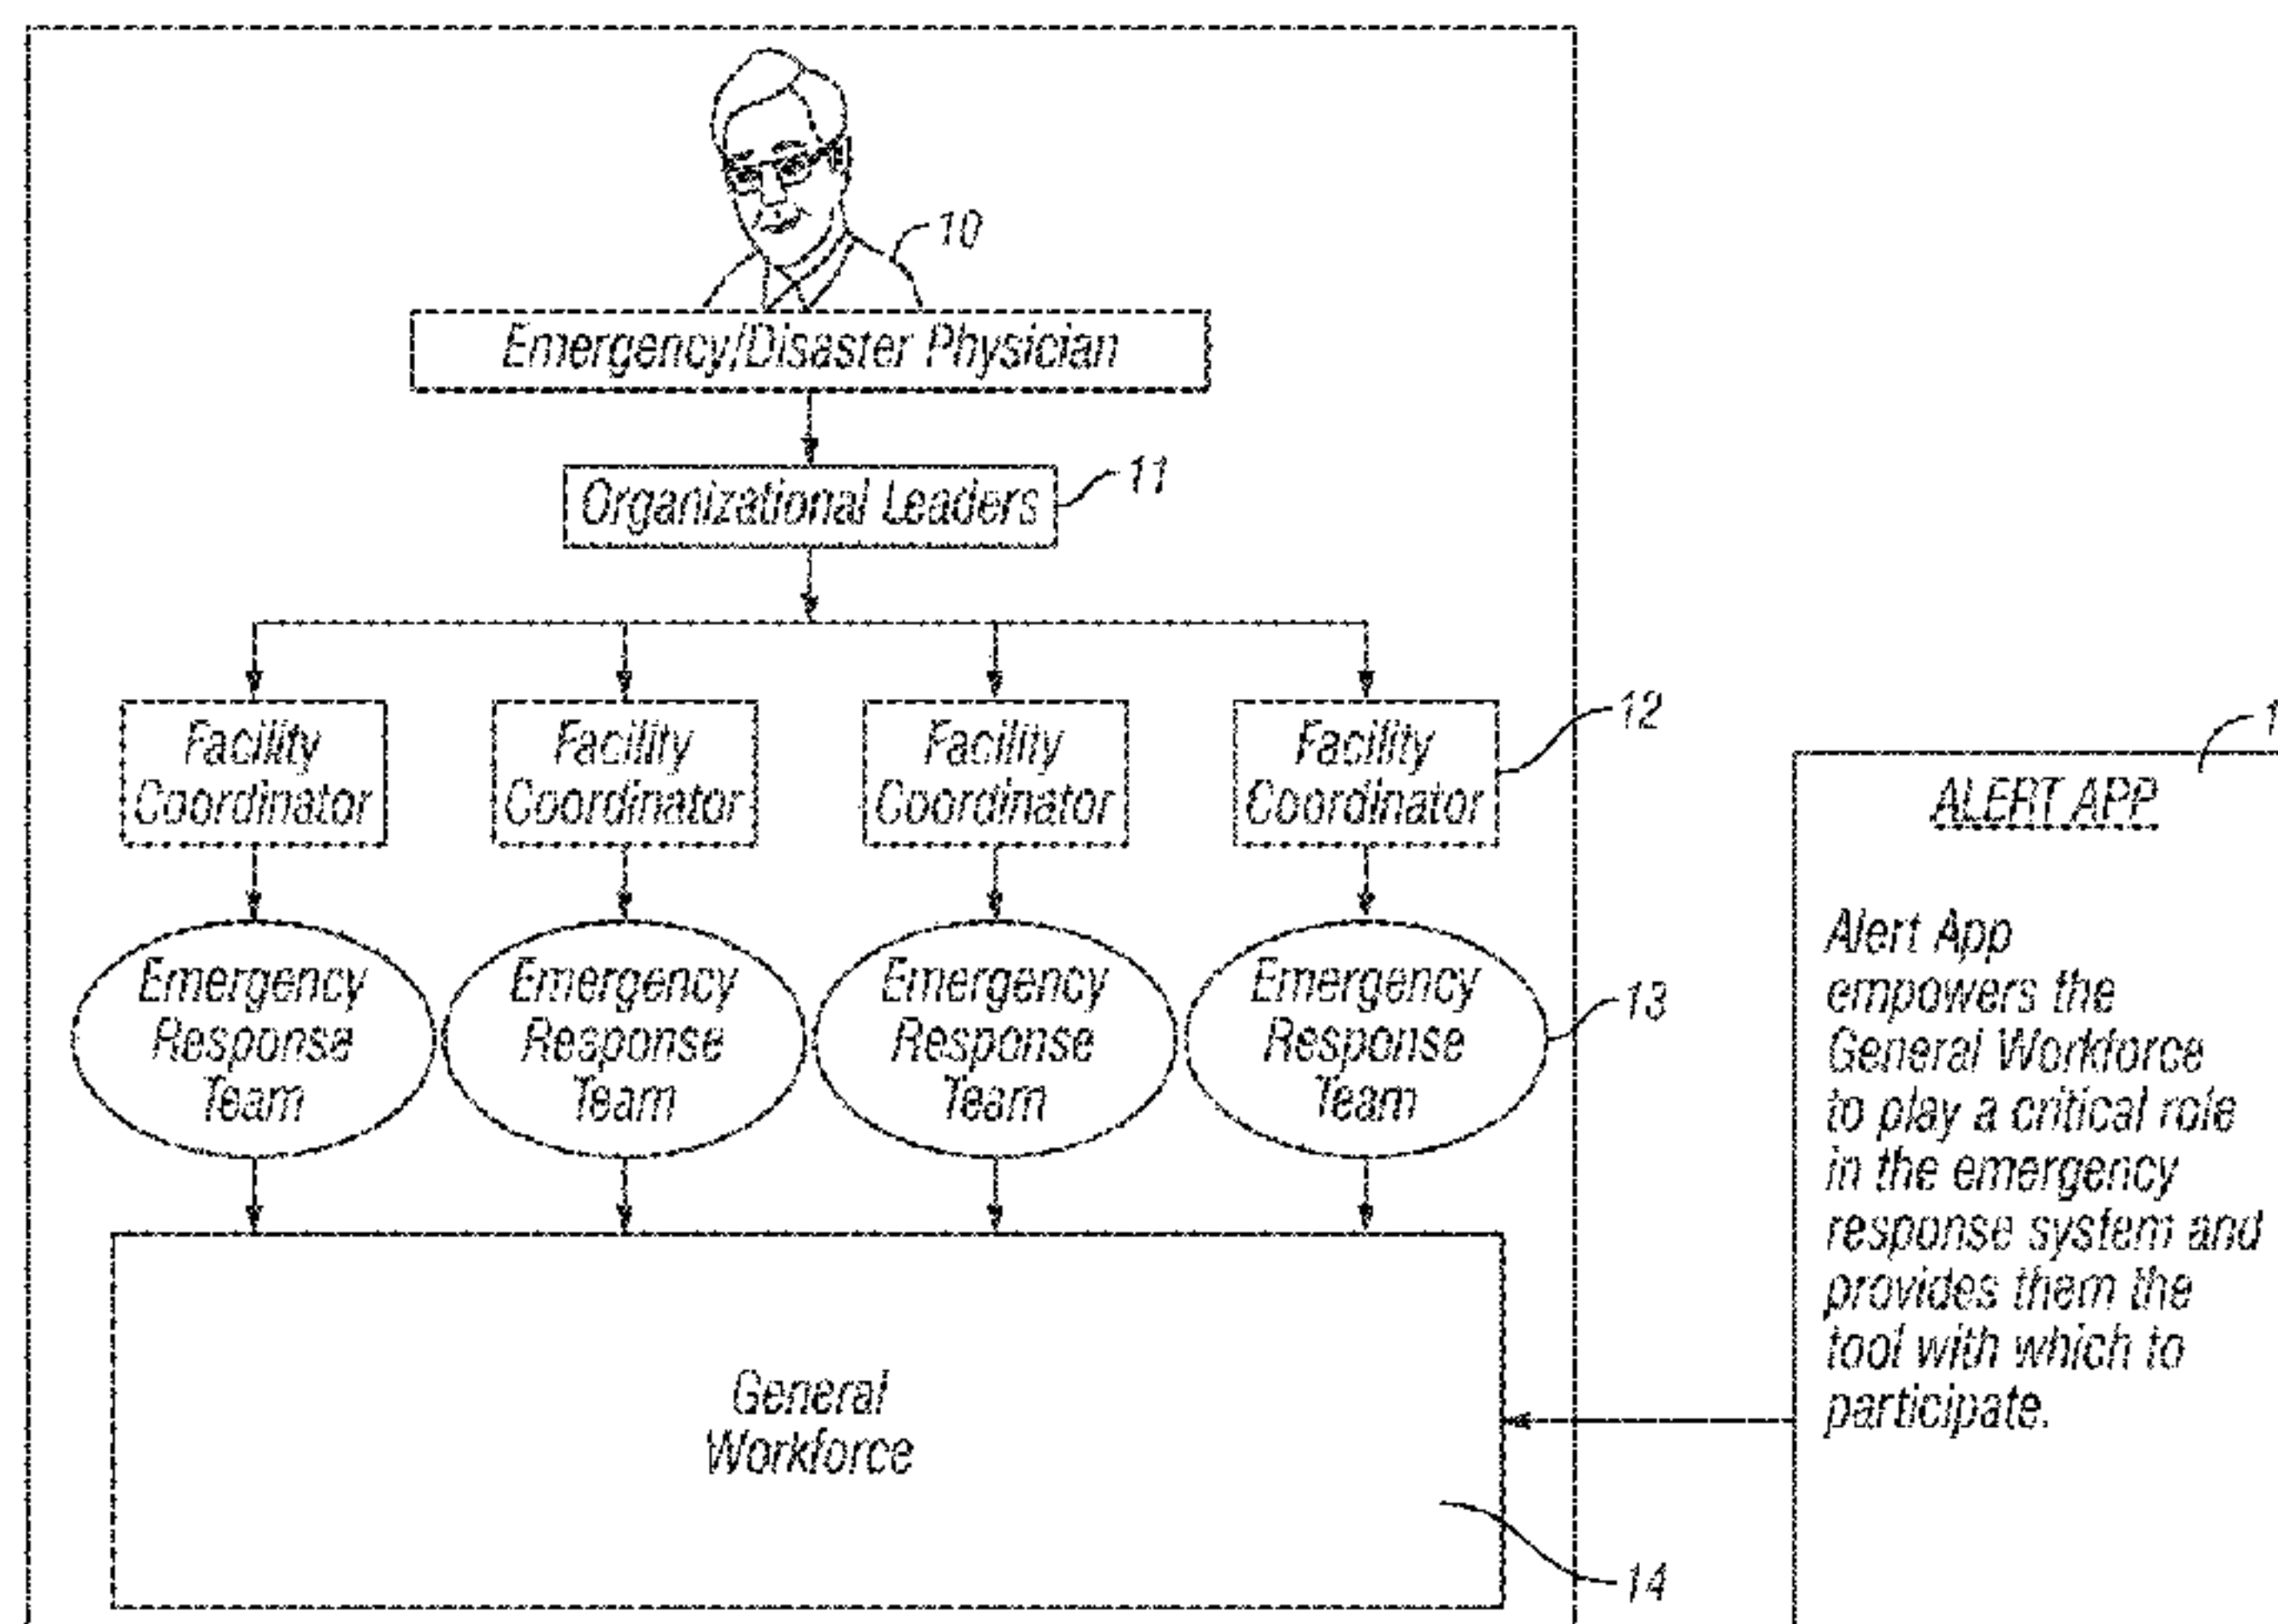 10
Emergency/Disaster Physician
Organizational Leaders
11
Facility
Coordinator
Facility
Coordinator
Facility
Coordinator
Facility
Coordinator
12
Emergency
Response
Team
Emergency
Response
Team
Emergency
Response
Team
Emergency
Response
Team
13
General
Workforce
14
ALERT APP
Alert App
empowers the
General Workforce
to play a critical role
in the emergency
response system and
provides them the
tool with which to
participate.